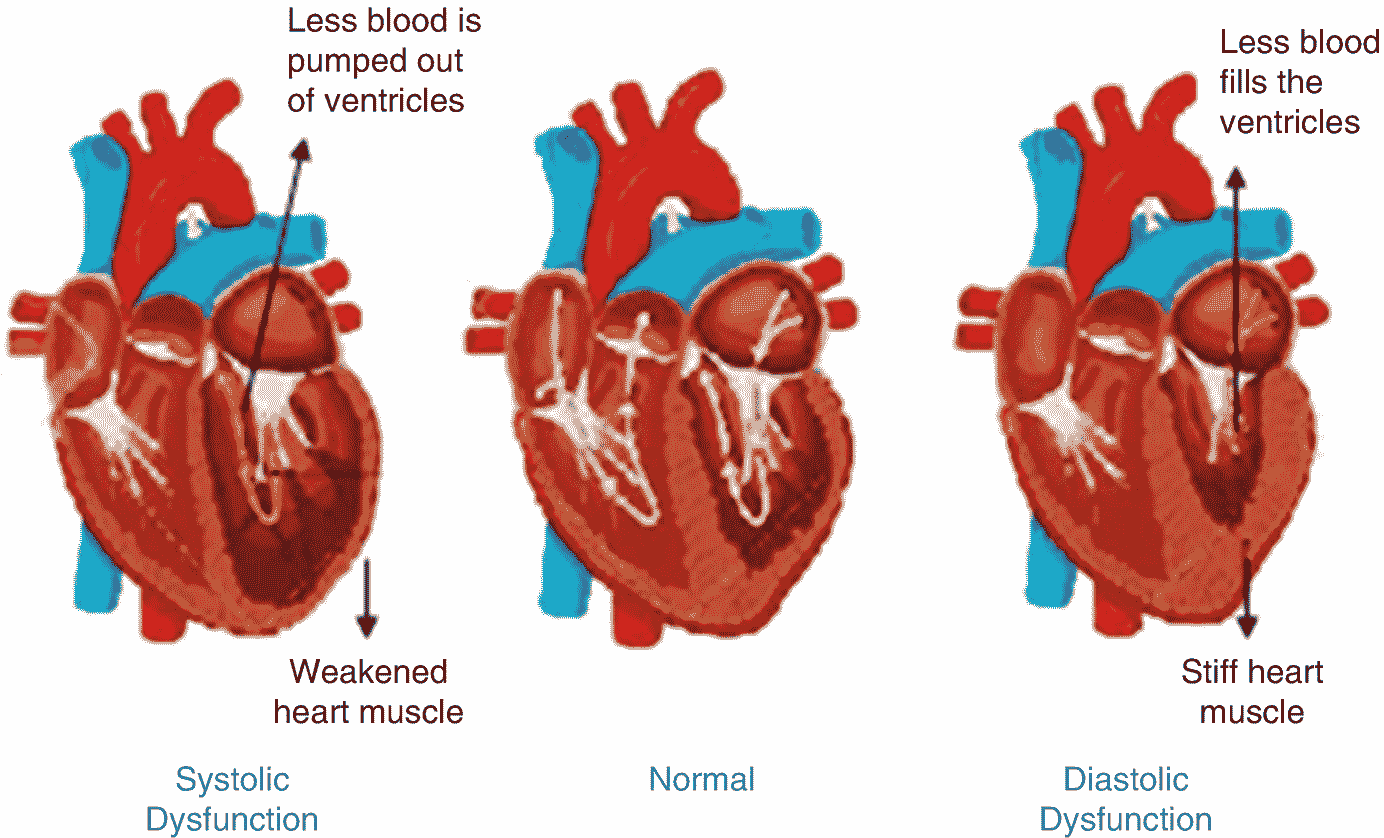 Less blood is
pumped out
of ventricles
Less blood
fills the
ventricles
Weakened
heart muscle
Stiff heart
muscle
Systolic
Dysfunction
Normal
Diastolic
Dysfunction